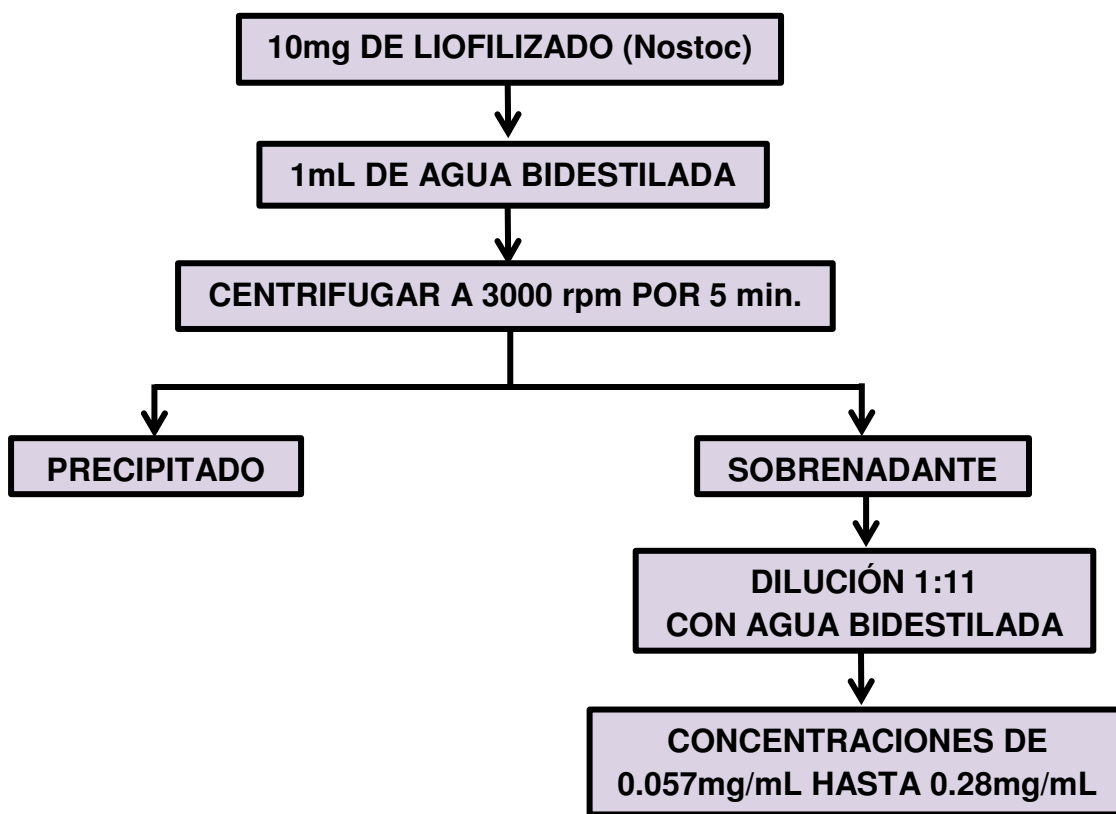 10mg DE LIOFILIZADO (Nostoc)
1mL DE AGUA BIDESTILADA
CENTRIFUGAR A 3000 rpm POR 5 min.
PRECIPITADO
SOBRENADANTE
DILUCIÓN 1:11
CON AGUA BIDESTILADA
CONCENTRACIONES DE
0.057mg/mL HASTA 0.28mg/mL